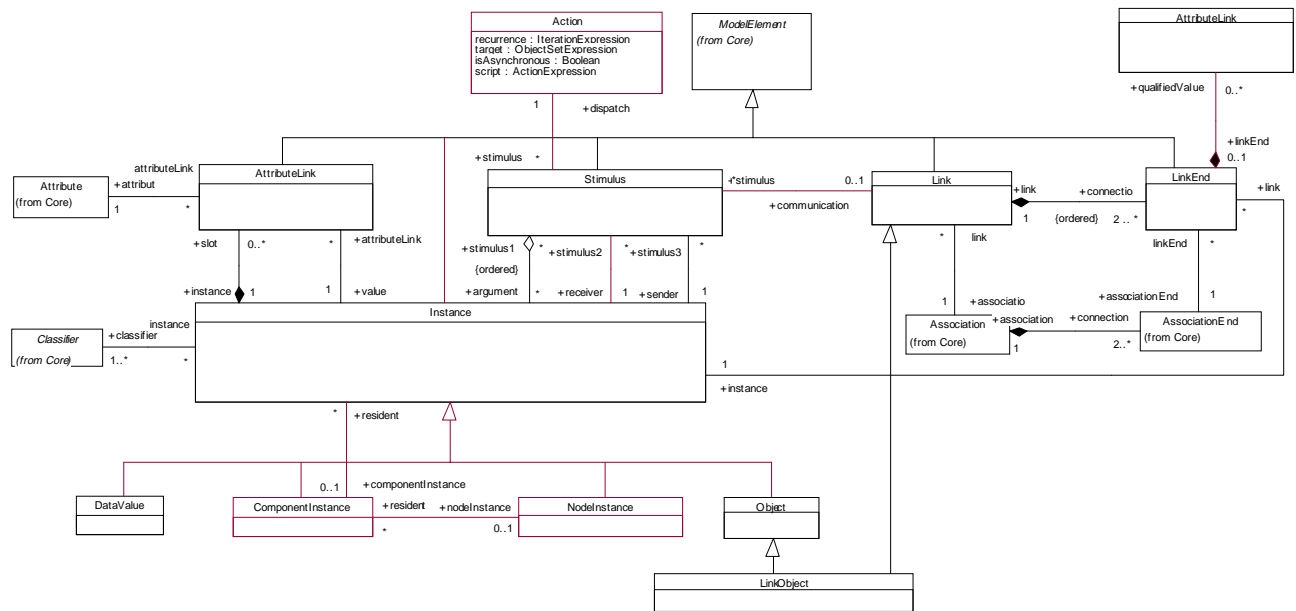 Action
recurrence : IterationExpression
target : ObjectSetExpression
isAsynchronous : Boolean
script : ActionExpression
ModelElement
(from Core)
AttributeLink
+qualifiedValue
0..*
1
+dispatch
+linkEnd
0..1
attributeLink
+attribut
Attribute
(from Core)
1
*
AttributeLink
+stimulus
*
Stimulus
+*stimulus
0..1
+communication
Link
+link
1
+connectio
{ordered}
2..*
LinkEnd
+link
*
+slot
0..*
*
+attributeLink
+stimulus1
*
{ordered}
*
+stimulus2
*
+stimulus3
*
link
linkEnd
*
+instance
1
1
+value
+argument
*
+receiver
1
+sender
1
1
+associatio
+associationEnd
1
Instance
Classifier
(from Core)
instance
+classifier
1..*
*
Association
(from Core)
+association
1
+connection
2..*
AssociationEnd
(from Core)
1
+instance
*
+resident
0..1
+componentInstance
DataValue
ComponentInstance
+resident
*
+nodeInstance
0..1
NodeInstance
Object
LinkObject